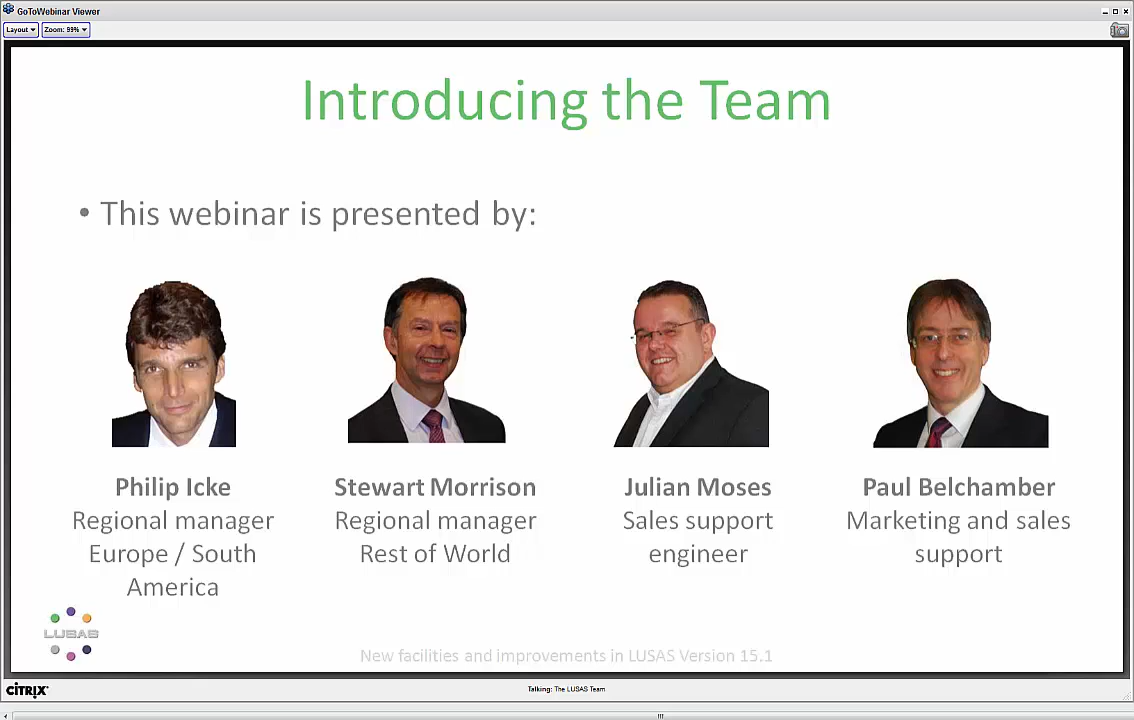 GoToWebinar Viewer
Layout
Zoom: 99%
Introducing the Team
• This webinar is presented by:
Philip Icke
Regional manager
Europe / South
America
Stewart Morrison
Regional manager
Rest of World
Julian Moses
Sales support
engineer
Paul Belchamber
Marketing and sales
support
LUSAS
New facilities and improvements in LUSAS Version 15.1
CITRIX
Talking: The LUSAS Team